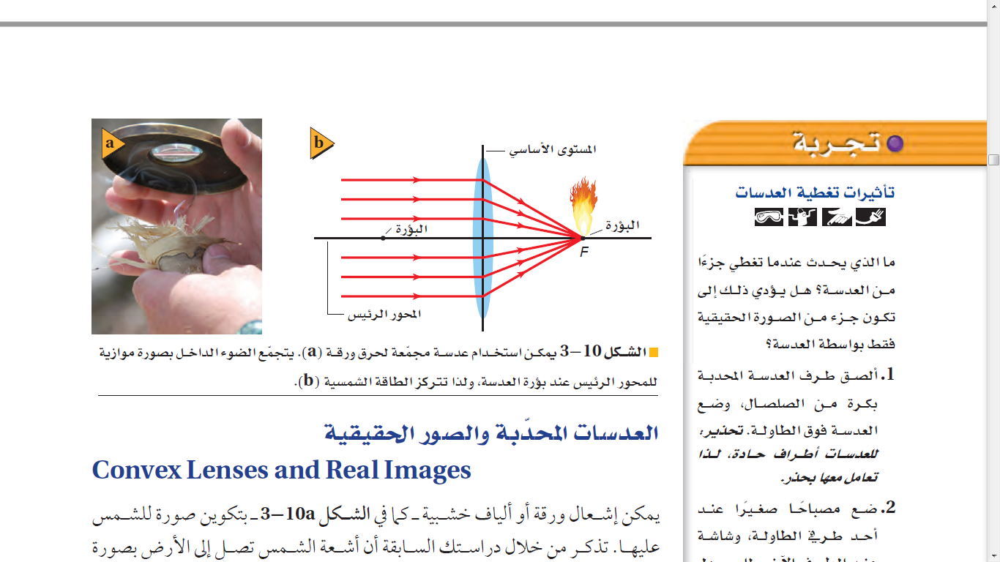 تجربة
تأثيرات تغطية العدسات
ما الذي يحدث عندما تغطي جزءًا
من العدسة؟ هل يؤدي ذلك إلى
تكون جزء من الصورة الحقيقية
فقط بواسطة العدسة؟
1. ألصق طرف العدسة المحدبة
بكرة من الصلصال، وضع
العدسة فوق الطاولة. تحذير:
للعدسات أطراف حادة، لذا
تعامل معها بحذر.
2. ضع مصباحًا صغيرًا عند
أحد طرفي الطاولة، وشاشة
a
b
المستوى الأساسي
البؤرة
البؤرة
F
المحور الرئيس
الشكل 10–3 يمكن استخدام عدسة مجمّعة لحرق ورقة (a). يتجمّع الضوء الداخل بصورة موازية
للمحور الرئيس عند بؤرة العدسة، ولذا تتركز الطاقة الشمسية (b).
العدسات المحدّبة والصور الحقيقية
Convex Lenses and Real Images
يمكن إشعال ورقة أو ألياف خشبية ـ كما في الشكل 3–10a ـ بتكوين صورة للشمس
عليها. تذكر من خلال دراستك السابقة أن أشعة الشمس تصل إلى الأرض بصورة